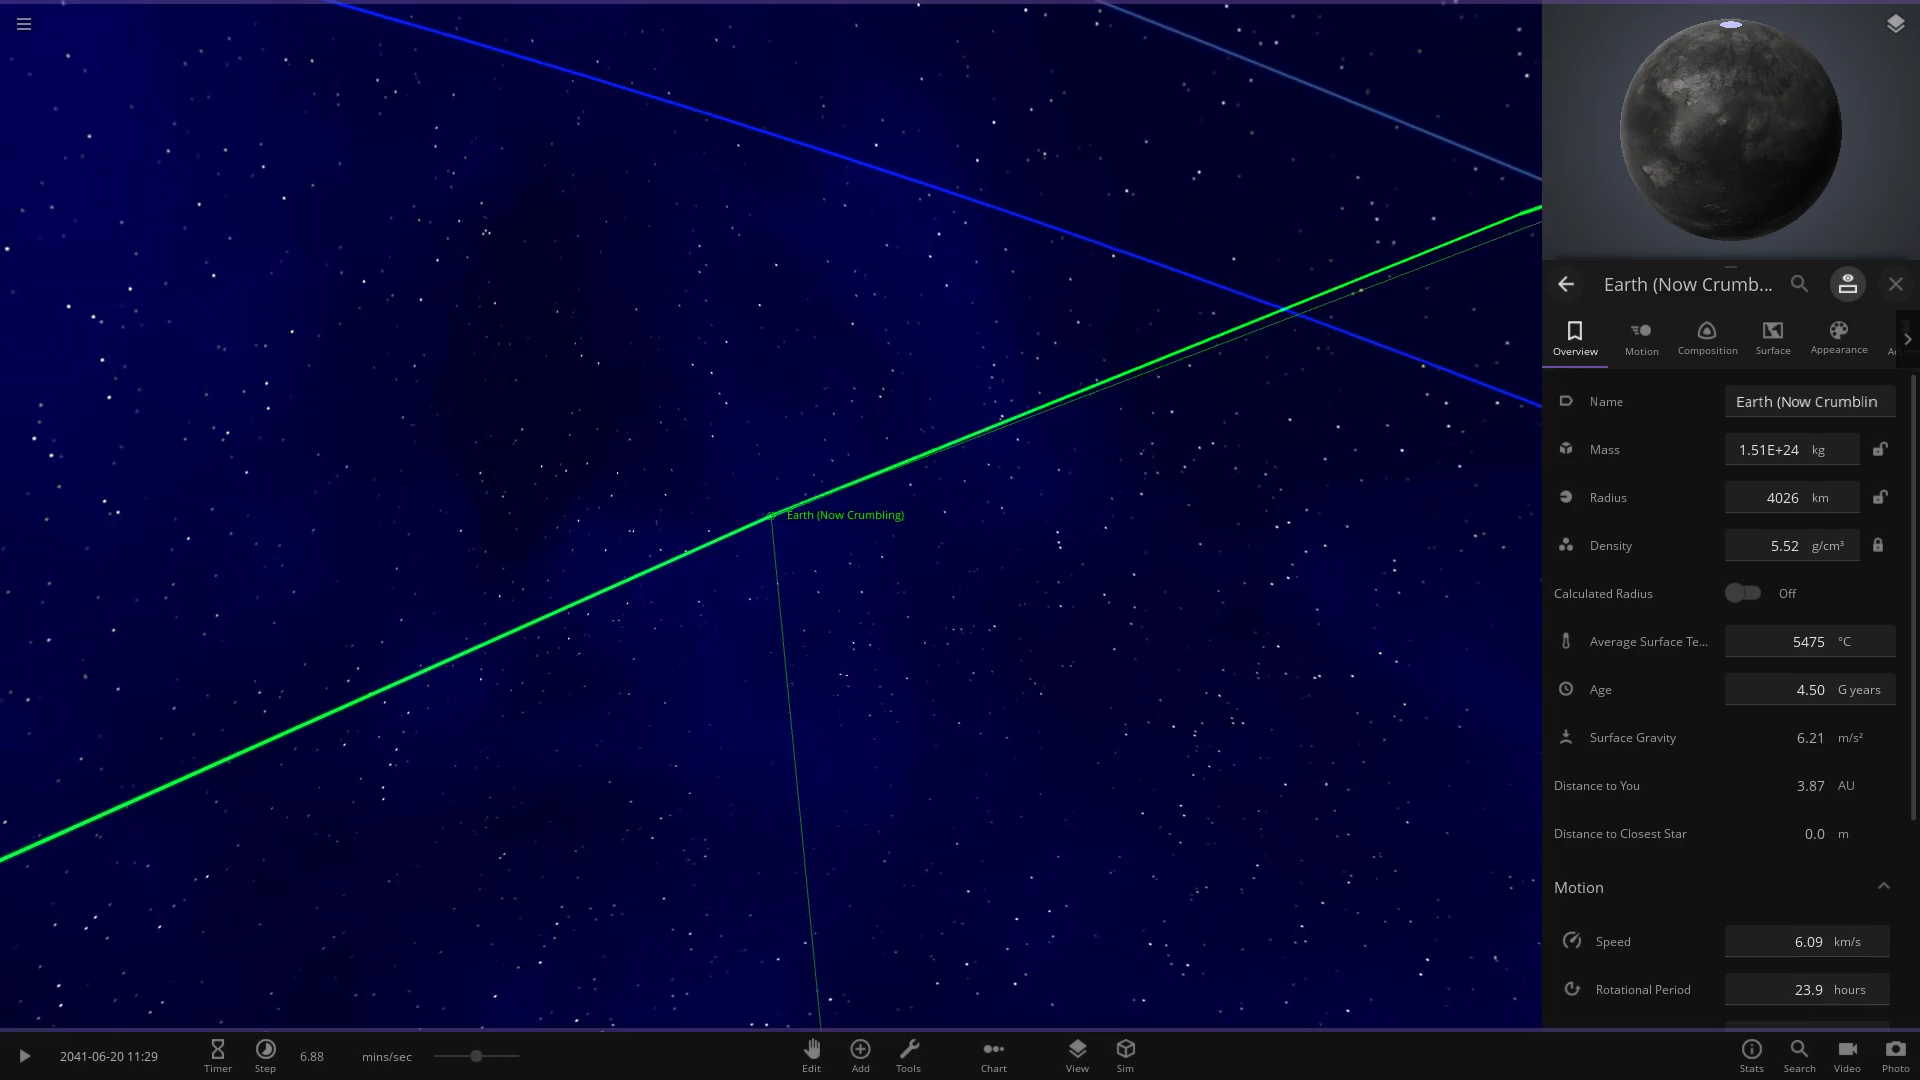 Earth (Now Crumbling)
Earth (Now Crumb...
Overview
Motion
Composition
Surface
Appearance
Name
Earth (Now Crumblin
Mass
1.51E+24 kg
Radius
4026 km
Density
5.52 g/cm³
Calculated Radius
Off
Average Surface Te...
5475 °C
Age
4.50 G years
Surface Gravity
6.21 m/s²
Distance to You
3.87 AU
Distance to Closest Star
0.0 m
Motion
Speed
6.09 km/s
Rotational Period
23.9 hours
2041-06-20 11:29
Timer
Step
6.88 mins/sec
Edit
Add
Tools
Chart
View
Sim
Stats
Search
Video
Photo